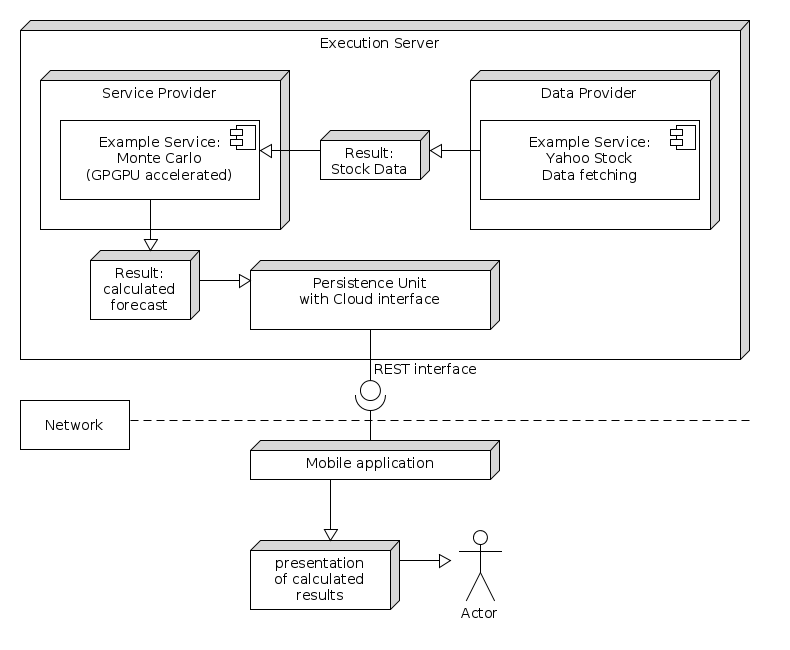 Execution Server
Service Provider
Example Service:
Monte Carlo
(GPGPU accelerated)
Result:
Stock Data
Data Provider
Example Service:
Yahoo Stock
Data fetching
Result:
calculated
forecast
Persistence Unit
with Cloud interface
REST interface
Network
Mobile application
presentation
of calculated
results
Actor